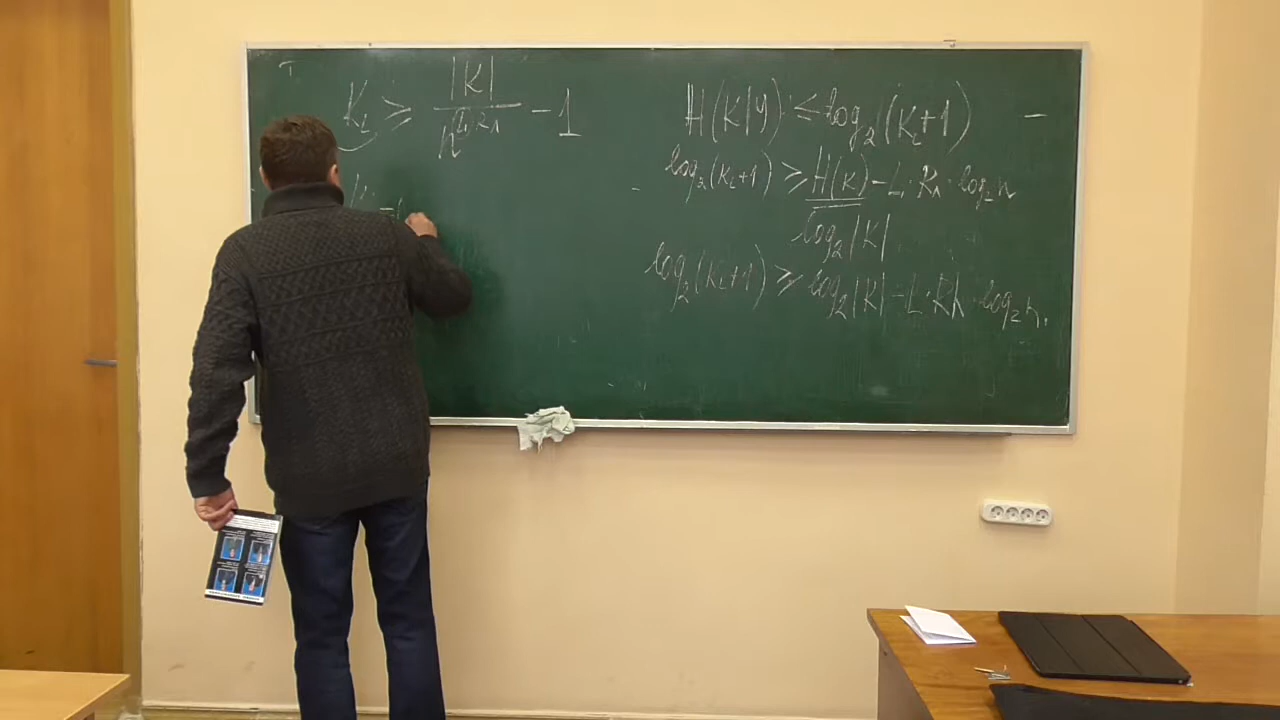 K_L ≥ |K| / n^{L·R_Λ} - 1
H(K|Y) ≤ log_2(K_L+1) -
log_2(K_L+1) ≥ H(K) - L·R_Λ·log_2 n
log_2|K|
log_2(K_L+1) ≥ log_2|K| - L·R_Λ·log_2 n.